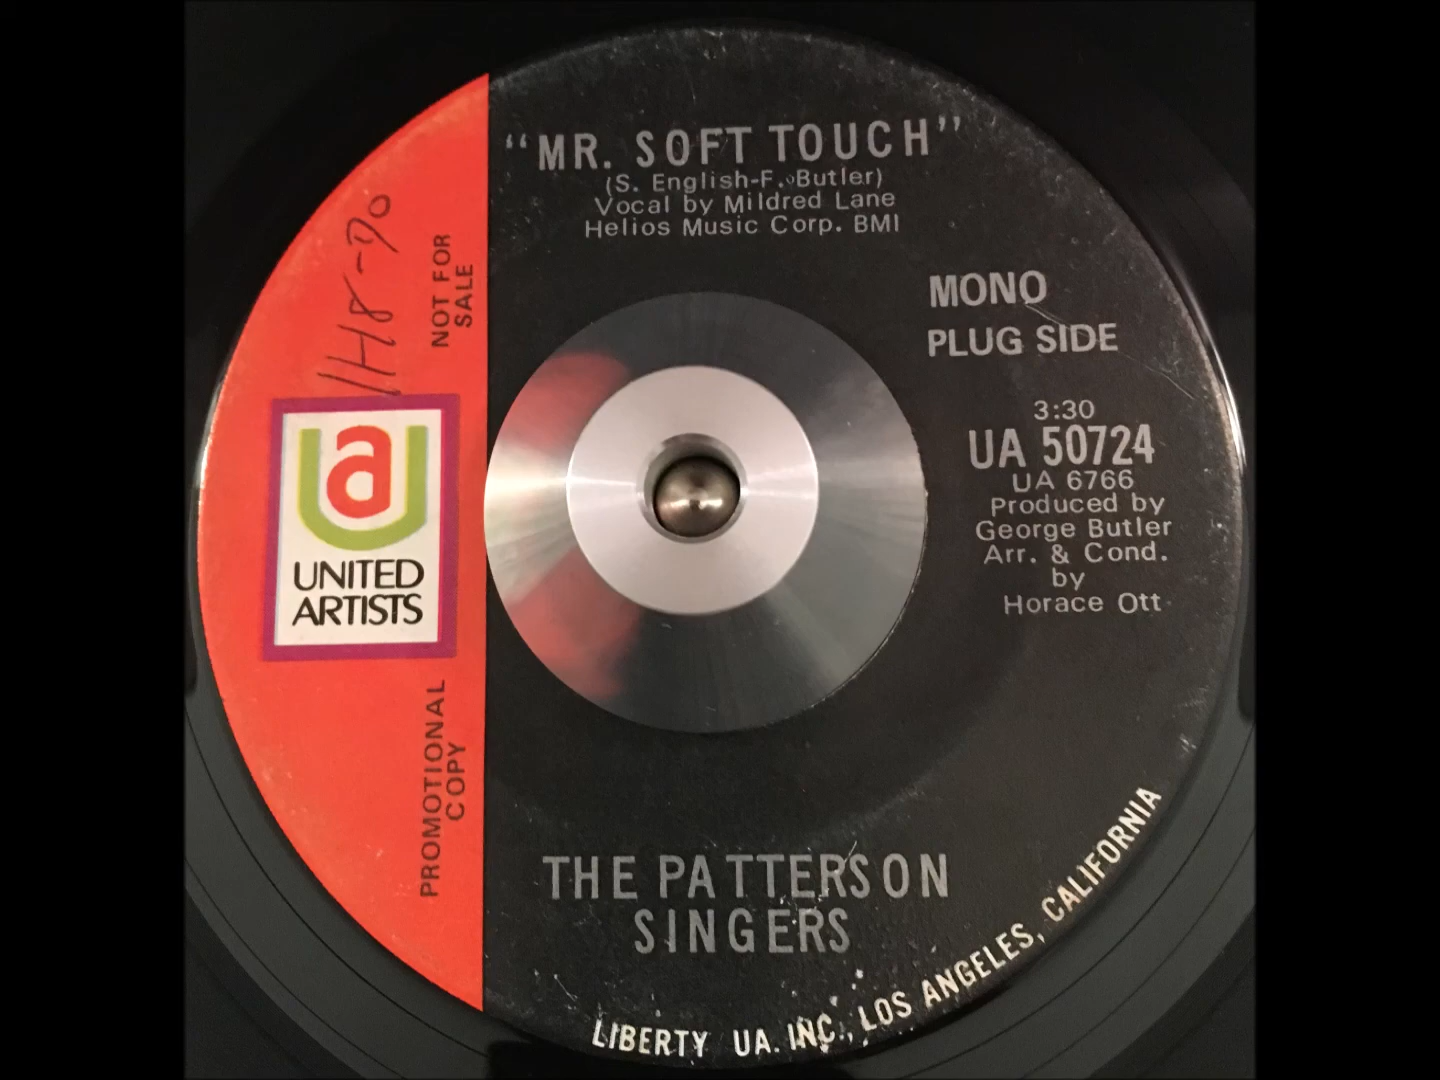 "MR. SOFT TOUCH"
(S. English-F. Butler)
Vocal by Mildred Lane
Helios Music Corp. BMI
MONO
PLUG SIDE
3:30
UA 50724
UA 6766
Produced by
George Butler
Arr. & Cond.
by
Horace Ott
NOT FOR
SALE
ua
UNITED
ARTISTS
PROMOTIONAL
COPY
THE PATTERSON
SINGERS
LIBERTY UA. INC., LOS ANGELES, CALIFORNIA